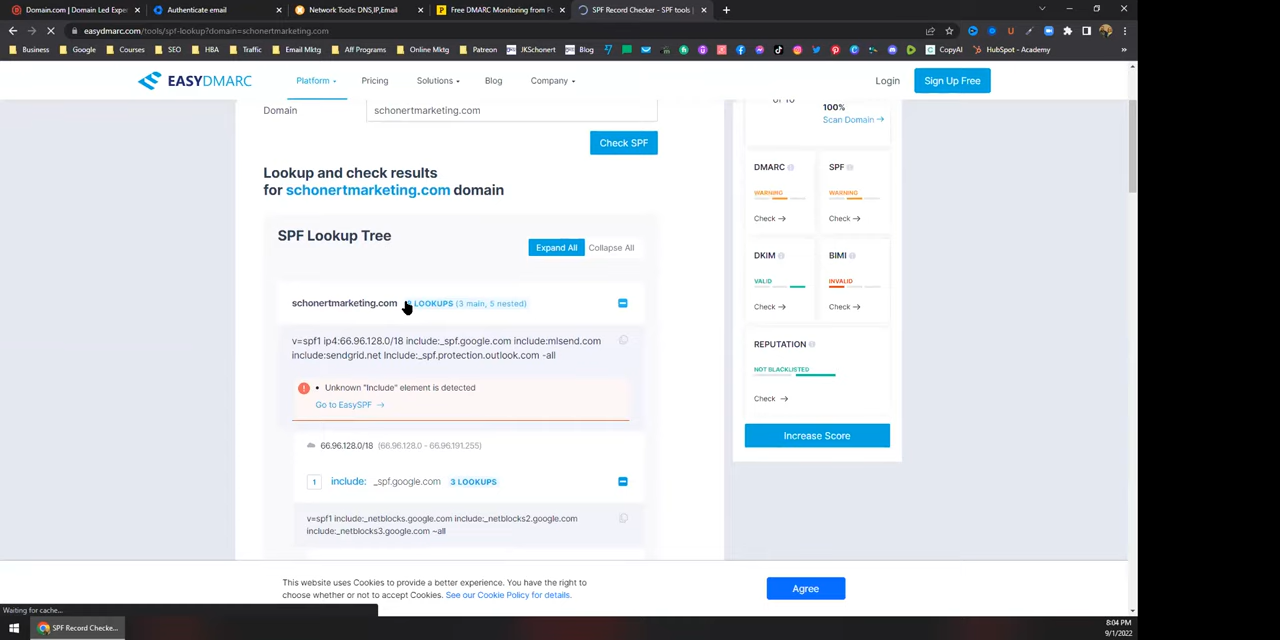 Domain.com | Domain Led Exper
Authenticate email
Network Tools: DNS,IP,Email
Free DMARC Monitoring from Po
SPF Record Checker - SPF tools |
easydmarc.com/tools/spf-lookup?domain=schonertmarketing.com
Business
Google
Courses
SEO
HBA
Traffic
Email Mktg
Aff Programs
Online Mktg
Patreon
JKSchonert
Blog
CopyAI
HubSpot - Academy
EASYDMARC
Platform
Pricing
Solutions
Blog
Company
Login
Sign Up Free
Domain
schonertmarketing.com
Check SPF
Lookup and check results
for schonertmarketing.com domain
SPF Lookup Tree
Expand All
Collapse All
schonertmarketing.com LOOKUPS (3 main, 5 nested)
v=spf1 ip4:66.96.128.0/18 include:_spf.google.com include:mlsend.com
include:sendgrid.net Include:_spf.protection.outlook.com -all
• Unknown "Include" element is detected
Go to EasySPF →
66.96.128.0/18 (66.96.128.0 - 66.96.191.255)
1 include: _spf.google.com 3 LOOKUPS
v=spf1 include:_netblocks.google.com include:_netblocks2.google.com
include:_netblocks3.google.com ~all
100%
Scan Domain →
DMARC
WARNING
Check →
SPF
WARNING
Check →
DKIM
VALID
Check →
BIMI
INVALID
Check →
REPUTATION
NOT BLACKLISTED
Check →
Increase Score
This website uses Cookies to provide a better experience. You have the right to
choose whether or not to accept Cookies. See our Cookie Policy for details.
Agree
Waiting for cache...
SPF Record Checke...
8:04 PM
9/1/2022